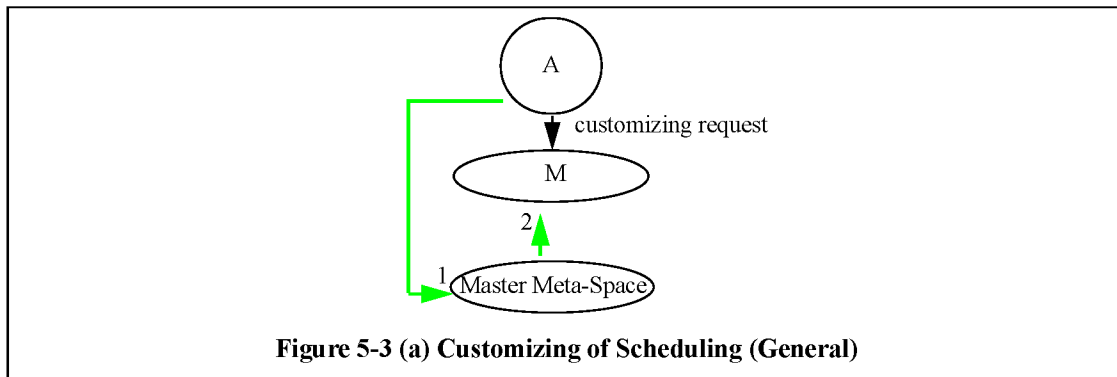 A
customizing request
M
2
1
Master Meta-Space
Figure 5-3 (a) Customizing of Scheduling (General)